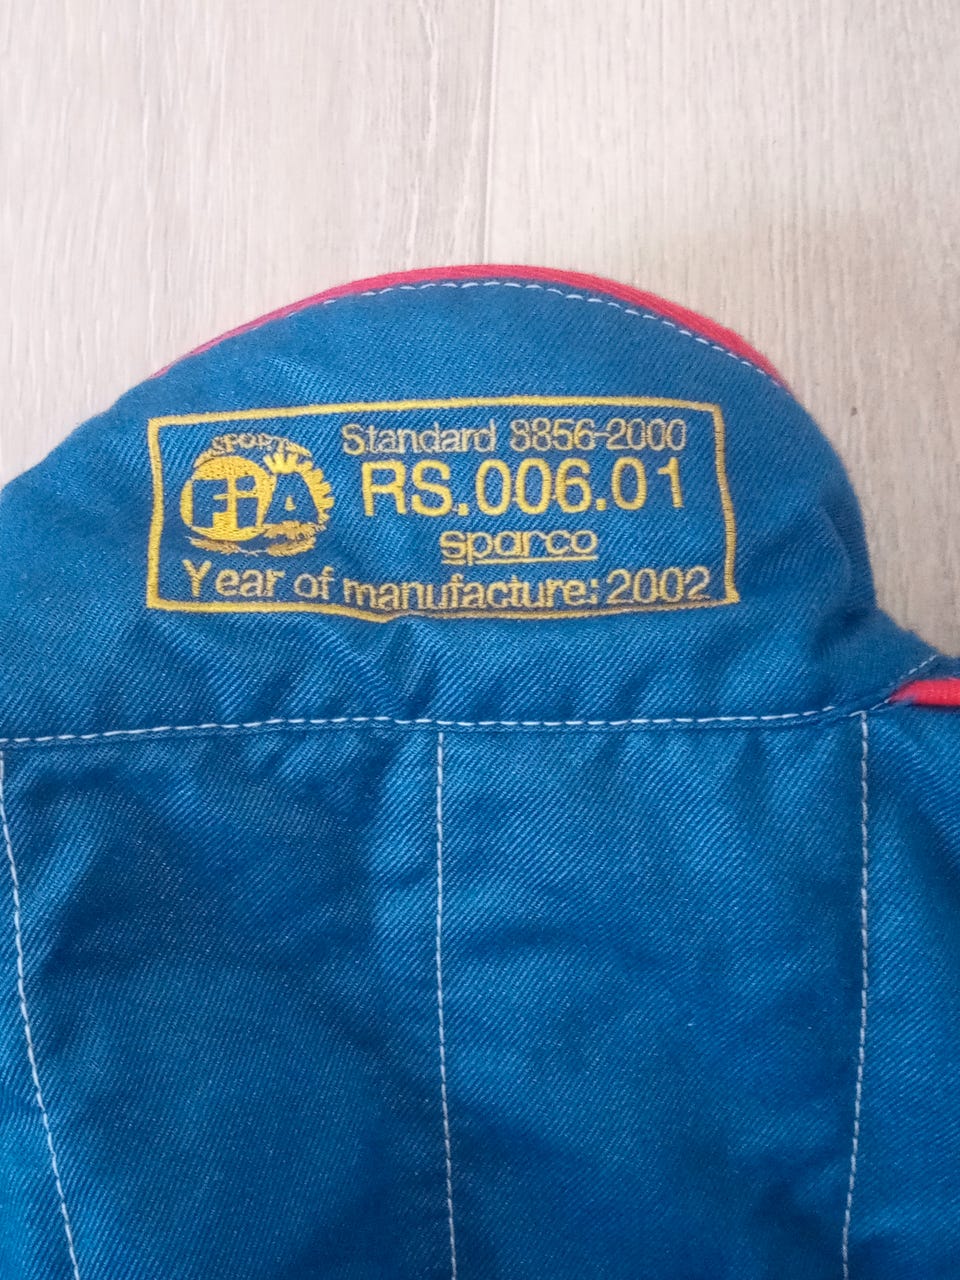 SPORT
FIA
Standard 8856-2000
RS.006.01
sparco
Year of manufacture: 2002